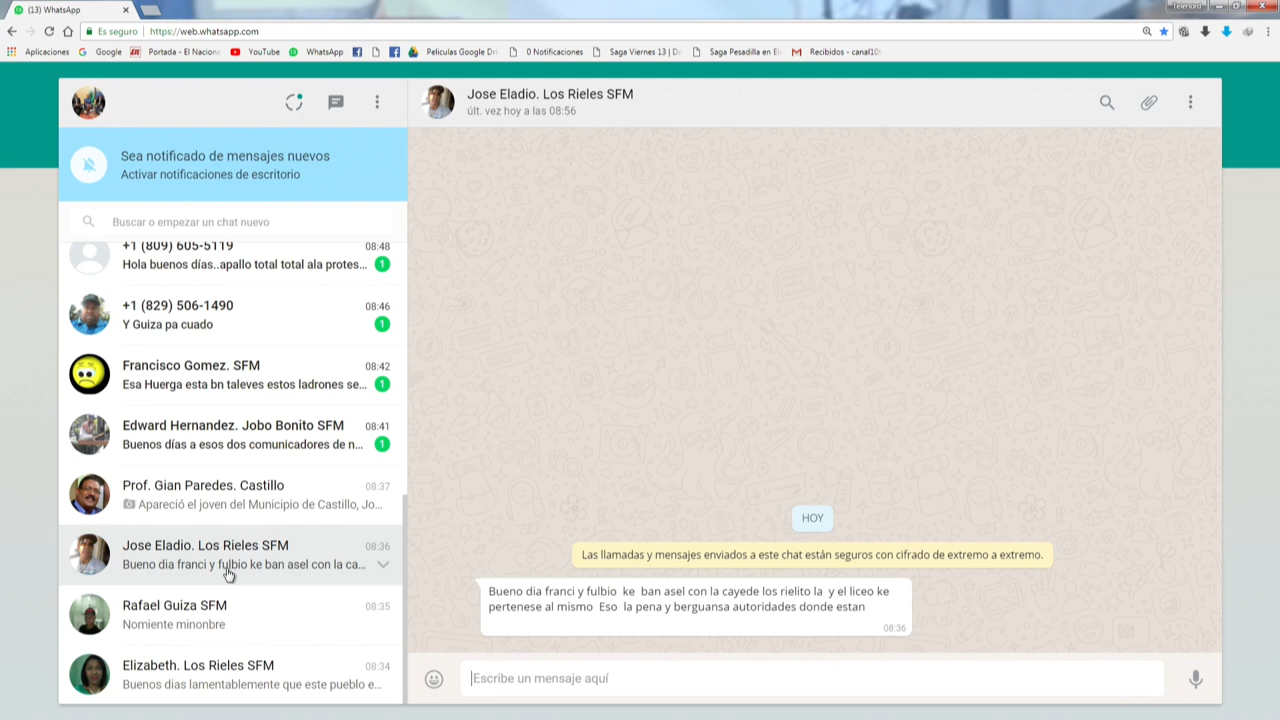 (13) WhatsApp
Telenord
Es seguro https://web.whatsapp.com
Aplicaciones Google Portada - El Naciona YouTube WhatsApp Peliculas Google Dri 0 Notificaciones Saga Viernes 13 | Do Saga Pesadilla en El Recibidos - canal10
Sea notificado de mensajes nuevos
Activar notificaciones de escritorio
Buscar o empezar un chat nuevo
+1 (809) 605-5119 08:48
Hola buenos días..apallo total total ala protes... 1
+1 (829) 506-1490 08:46
Y Guiza pa cuado 1
Francisco Gomez. SFM 08:42
Esa Huerga esta bn taleves estos ladrones se... 1
Edward Hernandez. Jobo Bonito SFM 08:41
Buenos días a esos dos comunicadores de n... 1
Prof. Gian Paredes. Castillo 08:37
Apareció el joven del Municipio de Castillo, Jo...
Jose Eladio. Los Rieles SFM 08:36
Bueno dia franci y fulbio ke ban asel con la ca...
Rafael Guiza SFM 08:35
Nomiente minonbre
Elizabeth. Los Rieles SFM 08:34
Buenos dias lamentablemente que este pueblo e...
Jose Eladio. Los Rieles SFM
últ. vez hoy a las 08:56
HOY
Las llamadas y mensajes enviados a este chat están seguros con cifrado de extremo a extremo.
Bueno dia franci y fulbio ke ban asel con la cayede los rielito la y el liceo ke
pertenese al mismo Eso la pena y berguansa autoridades donde estan
08:36
Escribe un mensaje aquí